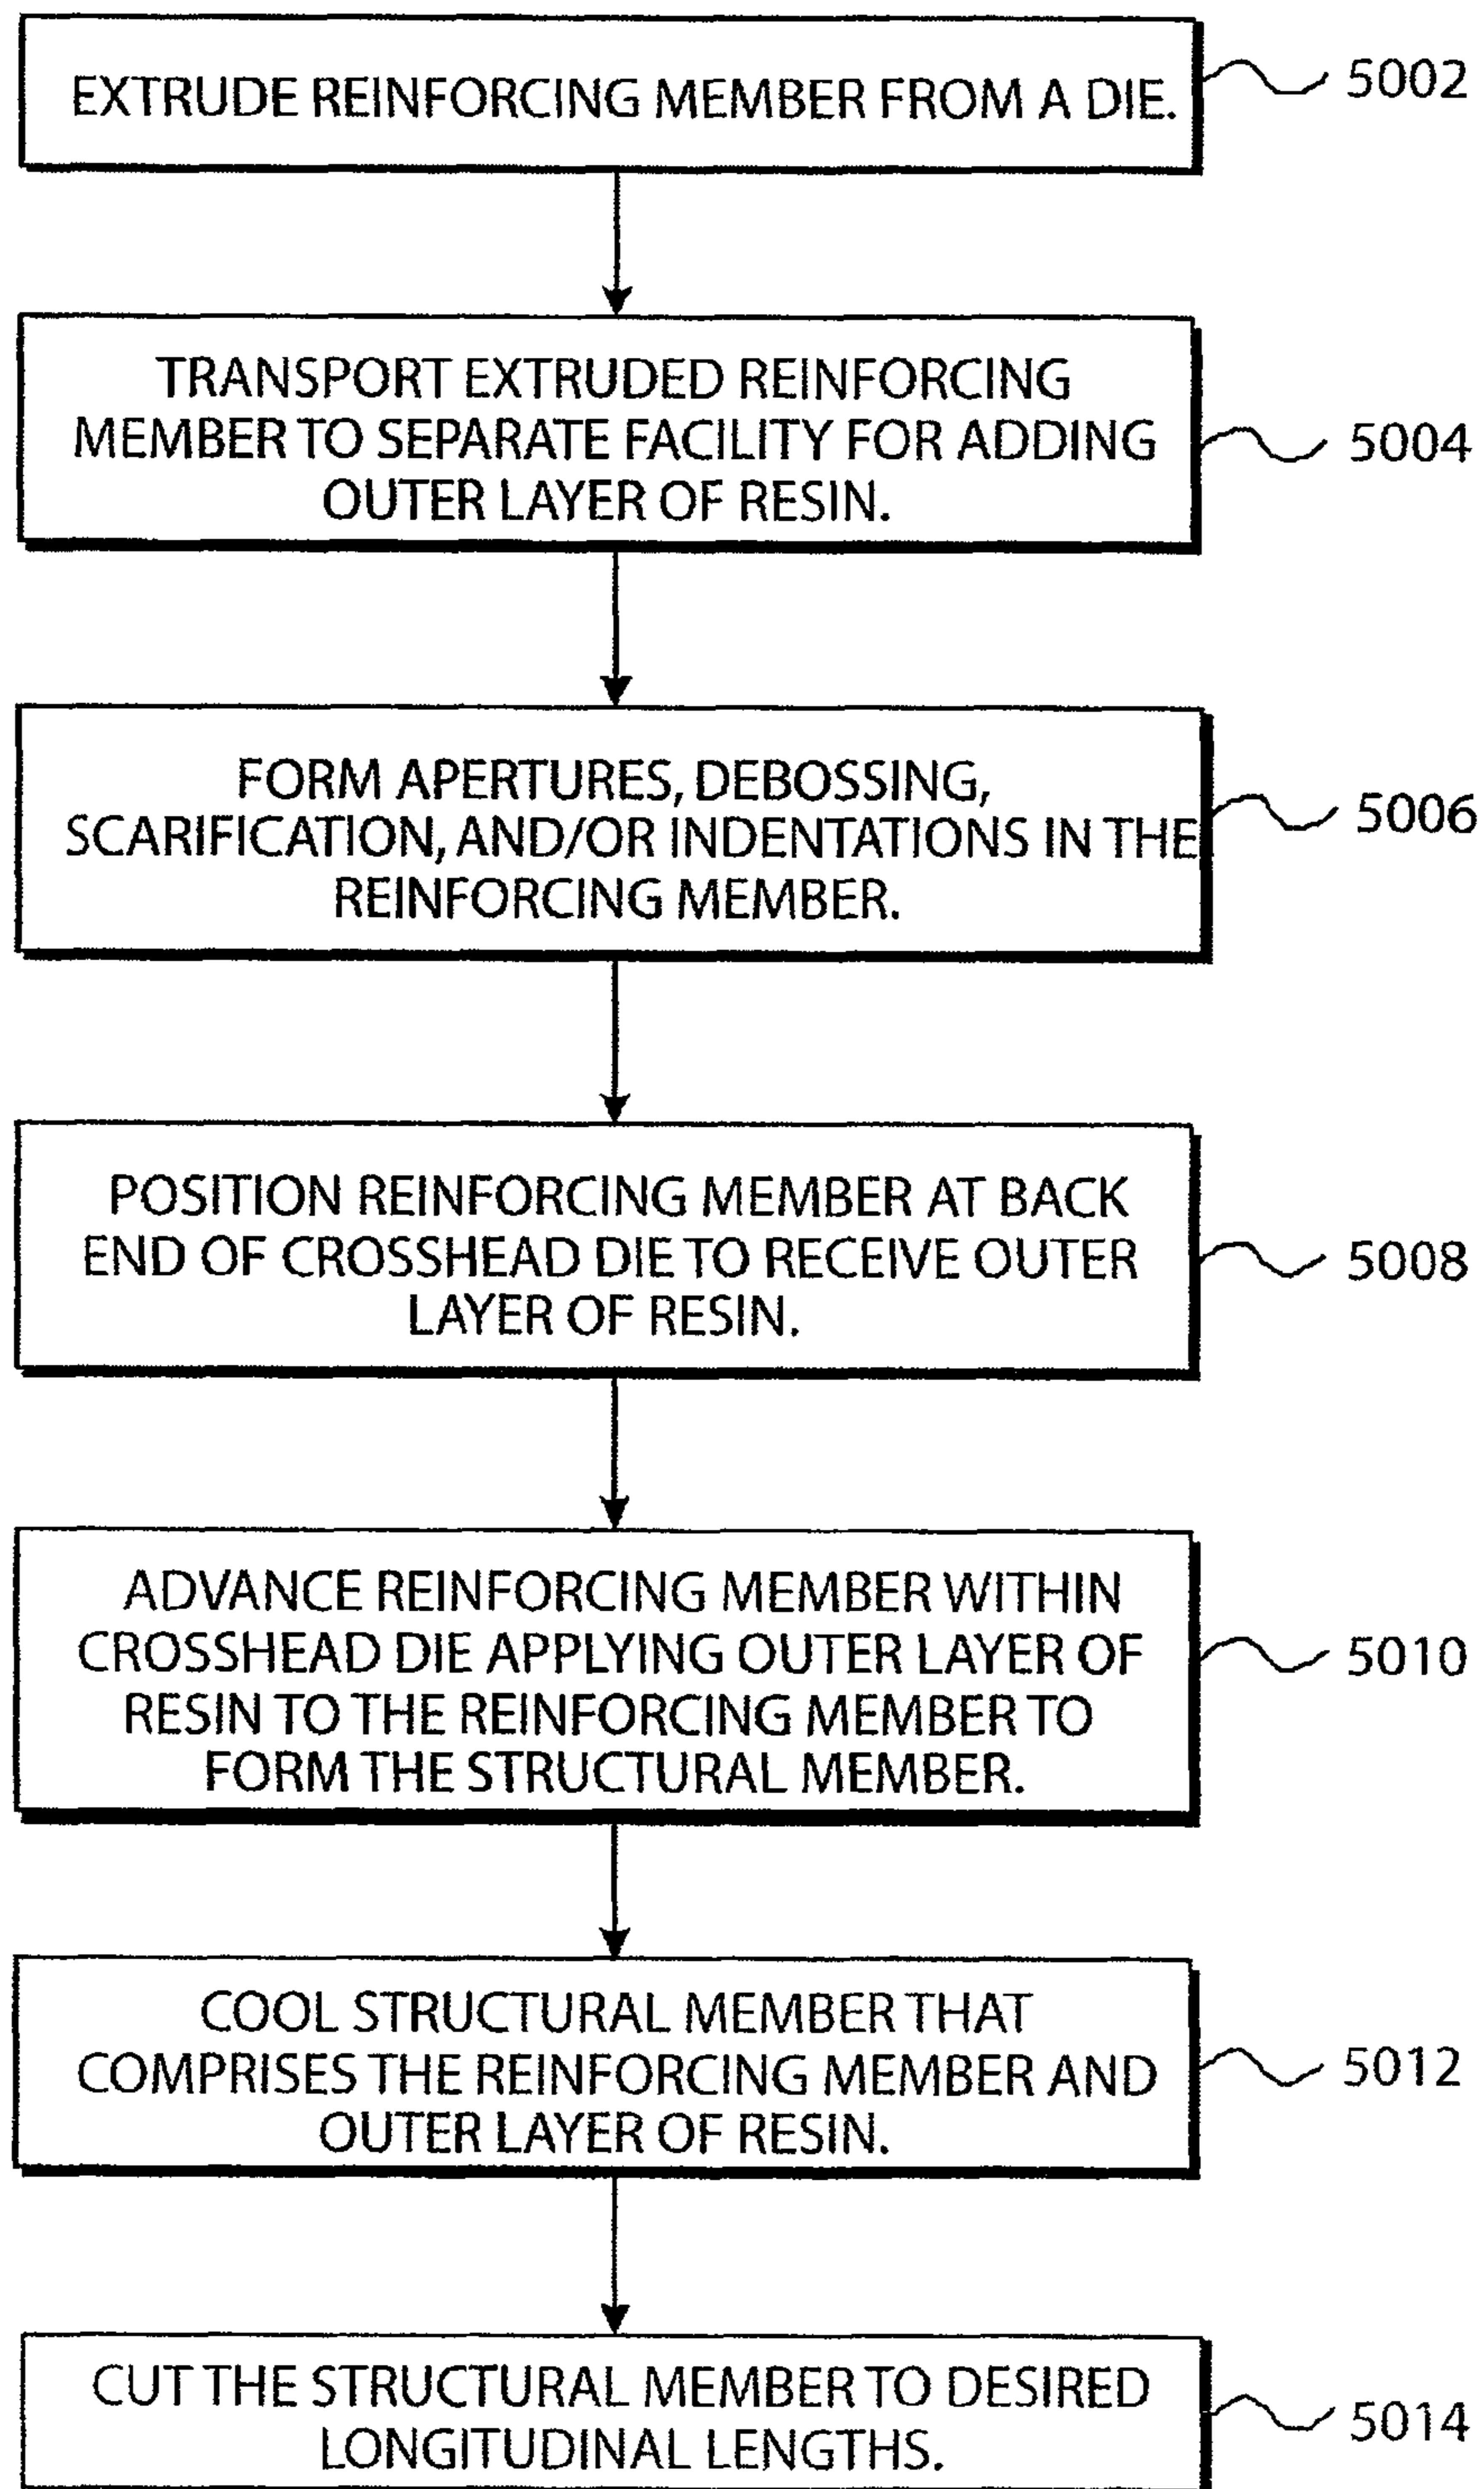 EXTRUDE REINFORCING MEMBER FROM A DIE.
5002
TRANSPORT EXTRUDED REINFORCING
MEMBER TO SEPARATE FACILITY FOR ADDING
OUTER LAYER OF RESIN.
5004
FORM APERTURES, DEBOSSING,
SCARIFICATION, AND/OR INDENTATIONS IN THE
REINFORCING MEMBER.
5006
POSITION REINFORCING MEMBER AT BACK
END OF CROSSHEAD DIE TO RECEIVE OUTER
LAYER OF RESIN.
5008
ADVANCE REINFORCING MEMBER WITHIN
CROSSHEAD DIE APPLYING OUTER LAYER OF
RESIN TO THE REINFORCING MEMBER TO
FORM THE STRUCTURAL MEMBER.
5010
COOL STRUCTURAL MEMBER THAT
COMPRISES THE REINFORCING MEMBER AND
OUTER LAYER OF RESIN.
5012
CUT THE STRUCTURAL MEMBER TO DESIRED
LONGITUDINAL LENGTHS.
5014